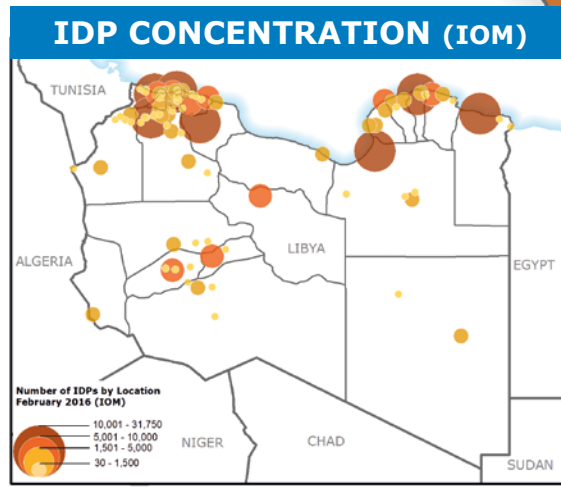 IDP CONCENTRATION (IOM)
TUNISIA
LIBYA
ALGERIA
EGYPT
Number of IDPs by Location
February 2016 (IOM)
10,001 - 31,750
5,001 - 10,000
1,501 - 5,000
30 - 1,500
NIGER
CHAD
SUDAN